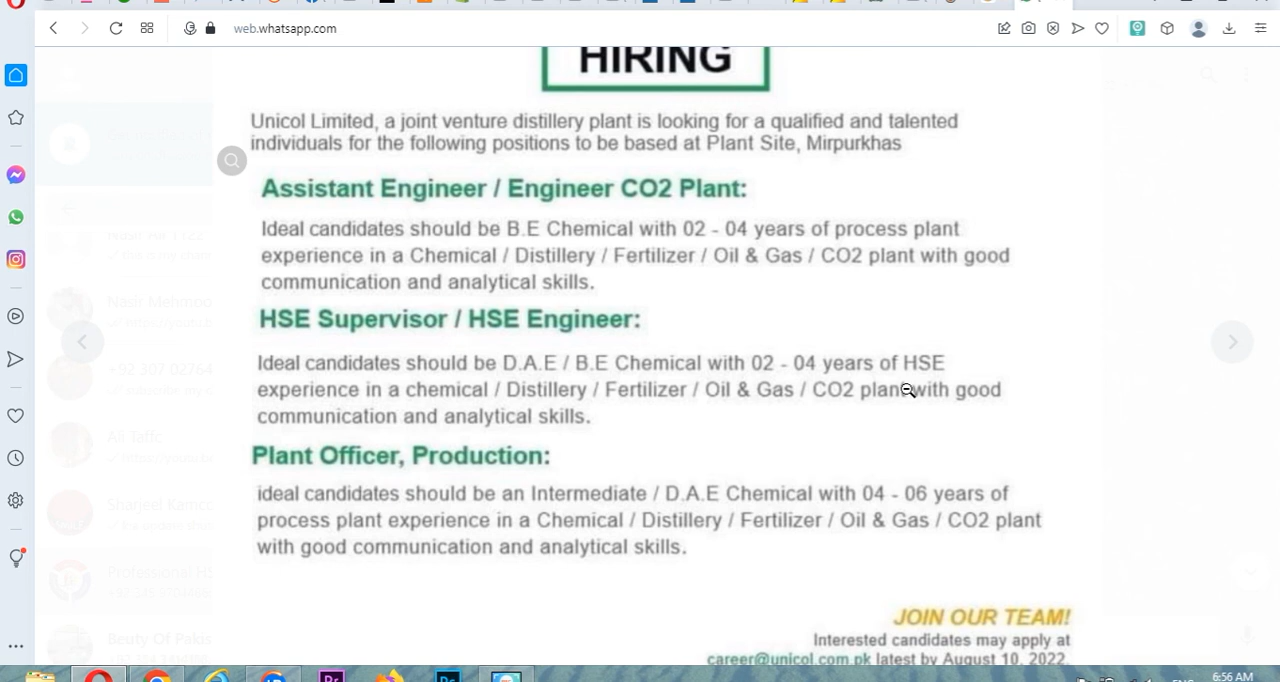 web.whatsapp.com
HIRING
Unicol Limited, a joint venture distillery plant is looking for a qualified and talented
individuals for the following positions to be based at Plant Site, Mirpurkhas
Assistant Engineer / Engineer CO2 Plant:
Ideal candidates should be B.E Chemical with 02 - 04 years of process plant
experience in a Chemical / Distillery / Fertilizer / Oil & Gas / CO2 plant with good
communication and analytical skills.
HSE Supervisor / HSE Engineer:
Ideal candidates should be D.A.E / B.E Chemical with 02 - 04 years of HSE
experience in a chemical / Distillery / Fertilizer / Oil & Gas / CO2 plant with good
communication and analytical skills.
Plant Officer, Production:
ideal candidates should be an Intermediate / D.A.E Chemical with 04 - 06 years of
process plant experience in a Chemical / Distillery / Fertilizer / Oil & Gas / CO2 plant
with good communication and analytical skills.
JOIN OUR TEAM!
Interested candidates may apply at
career@unicol.com.pk latest by August 10, 2022.
6:56 AM